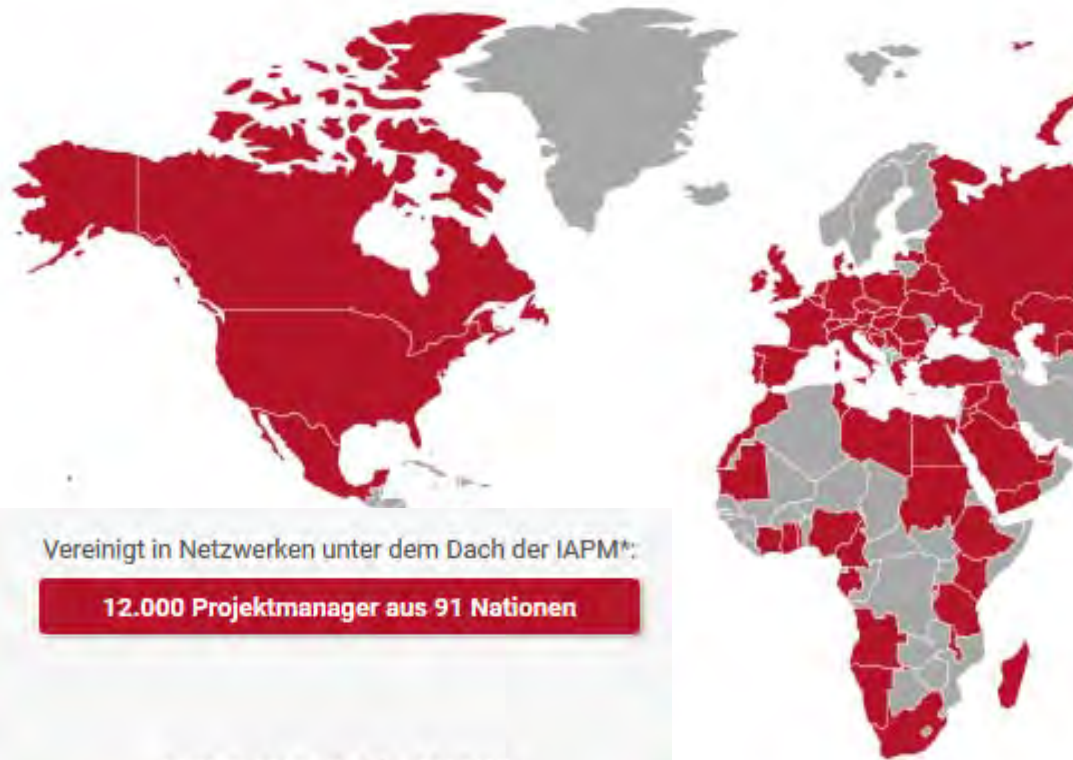 Vereinigt in Netzwerken unter dem Dach der IAPM*:
12.000 Projektmanager aus 91 Nationen